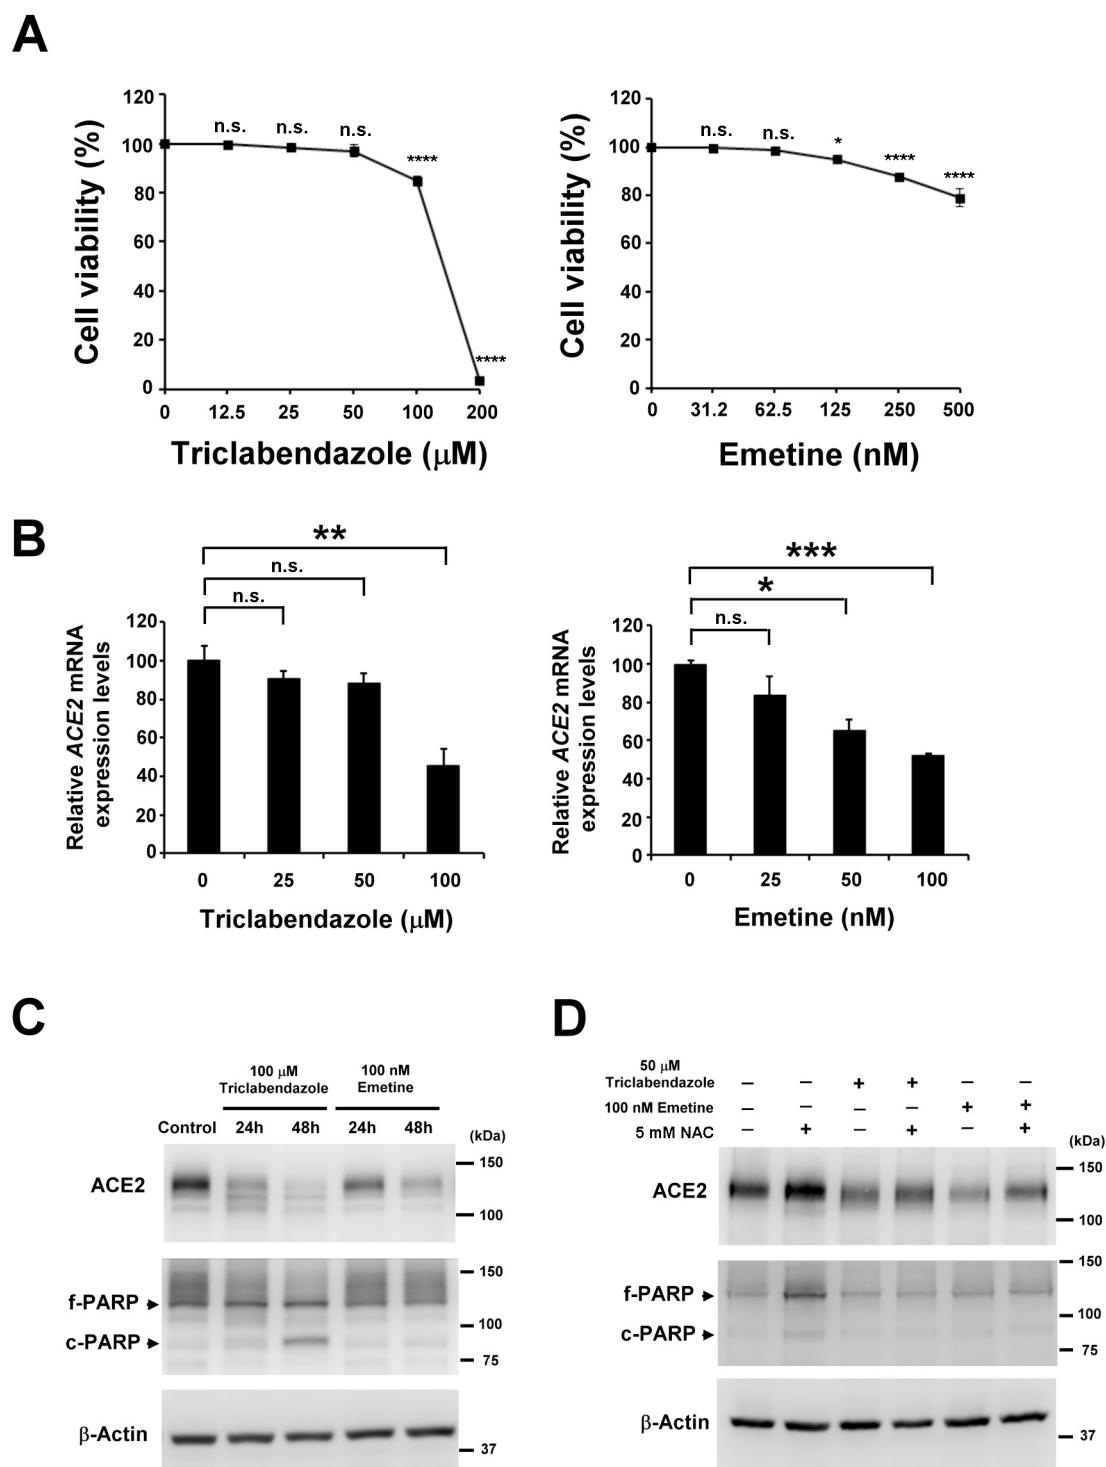 A
120
100
80
60
40
20
0
Cell viability (%)
n.s.
n.s.
n.s.
****
****
0 12.5 25 50 100 200
Triclabendazole (μM)
120
100
80
60
40
20
0
Cell viability (%)
n.s.
n.s.
*
****
****
0 31.2 62.5 125 250 500
Emetine (nM)
B
**
n.s.
n.s.
120
100
80
60
40
20
0
Relative ACE2 mRNA
expression levels
0 25 50 100
Triclabendazole (μM)
***
*
n.s.
120
100
80
60
40
20
0
Relative ACE2 mRNA
expression levels
0 25 50 100
Emetine (nM)
C
100 μM
Triclabendazole
100 nM
Emetine
Control 24h 48h 24h 48h
(kDa)
ACE2
150
100
f-PARP
c-PARP
150
100
75
β-Actin
37
D
50 μM
Triclabendazole – – + + – –
100 nM Emetine – – – – + +
5 mM NAC – + – + – +
(kDa)
ACE2
150
100
f-PARP
c-PARP
150
100
75
β-Actin
37